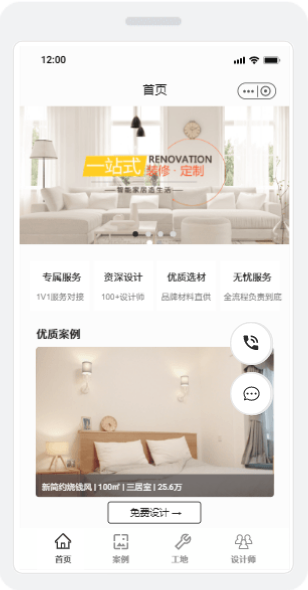 12:00
首页
一站式 RENOVATION
装修·定制
智能家居态生活
专属服务 资深设计 优质选材 无忧服务
1V1服务对接 100+设计师 品牌材料直供 全流程负责到底
优质案例
新简约烧钱风 | 100㎡ | 三居室 | 25.6万
免费设计 →
首页 案例 工地 设计师